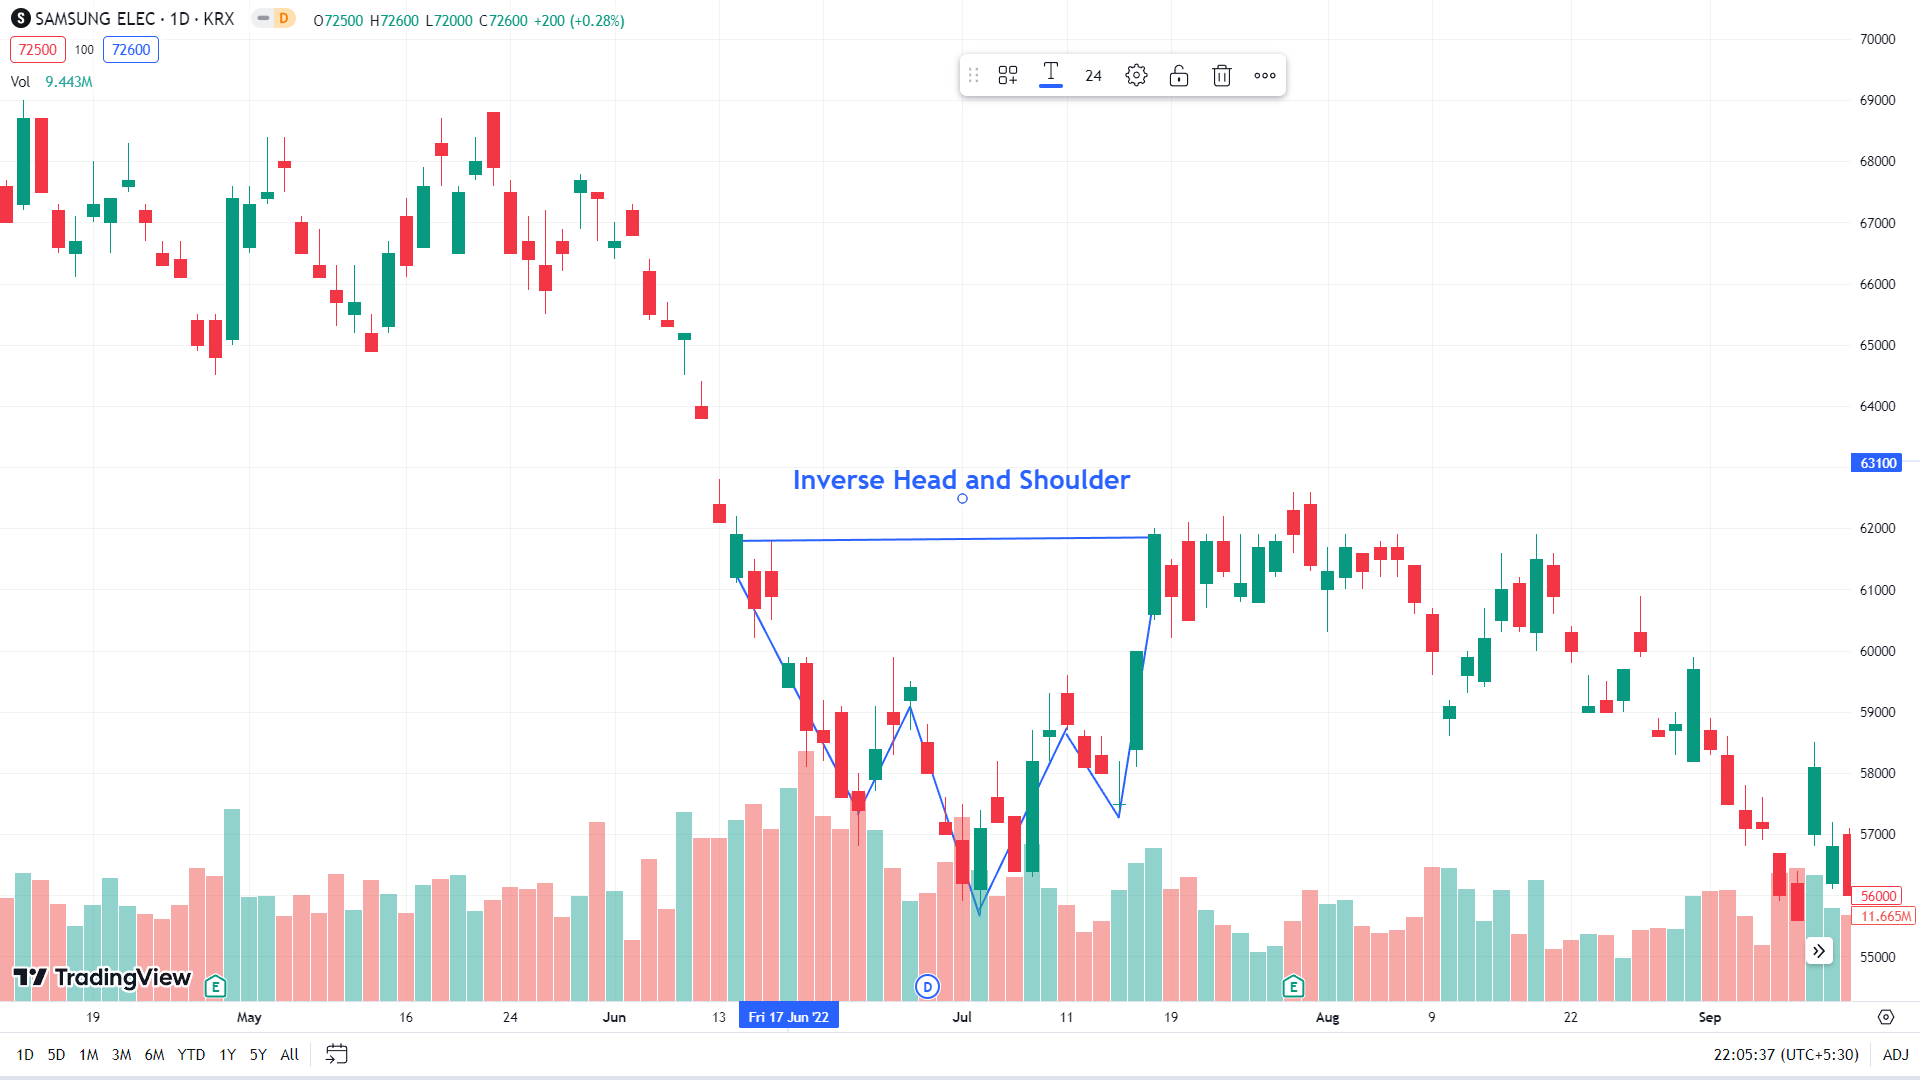 S SAMSUNG ELEC · 1D · KRX D O72500 H72600 L72000 C72600 +200 (+0.28%)
72500 100 72600
Vol 9.443M
T 24
70000
69000
68000
67000
66000
65000
64000
63100
62000
61000
60000
59000
58000
57000
56000
11.665M
55000
Inverse Head and Shoulder
TradingView
E D E
19 May 16 24 Jun 13 Fri 17 Jun '22 Jul 11 19 Aug 9 22 Sep
1D 5D 1M 3M 6M YTD 1Y 5Y All 22:05:37 (UTC+5:30) ADJ